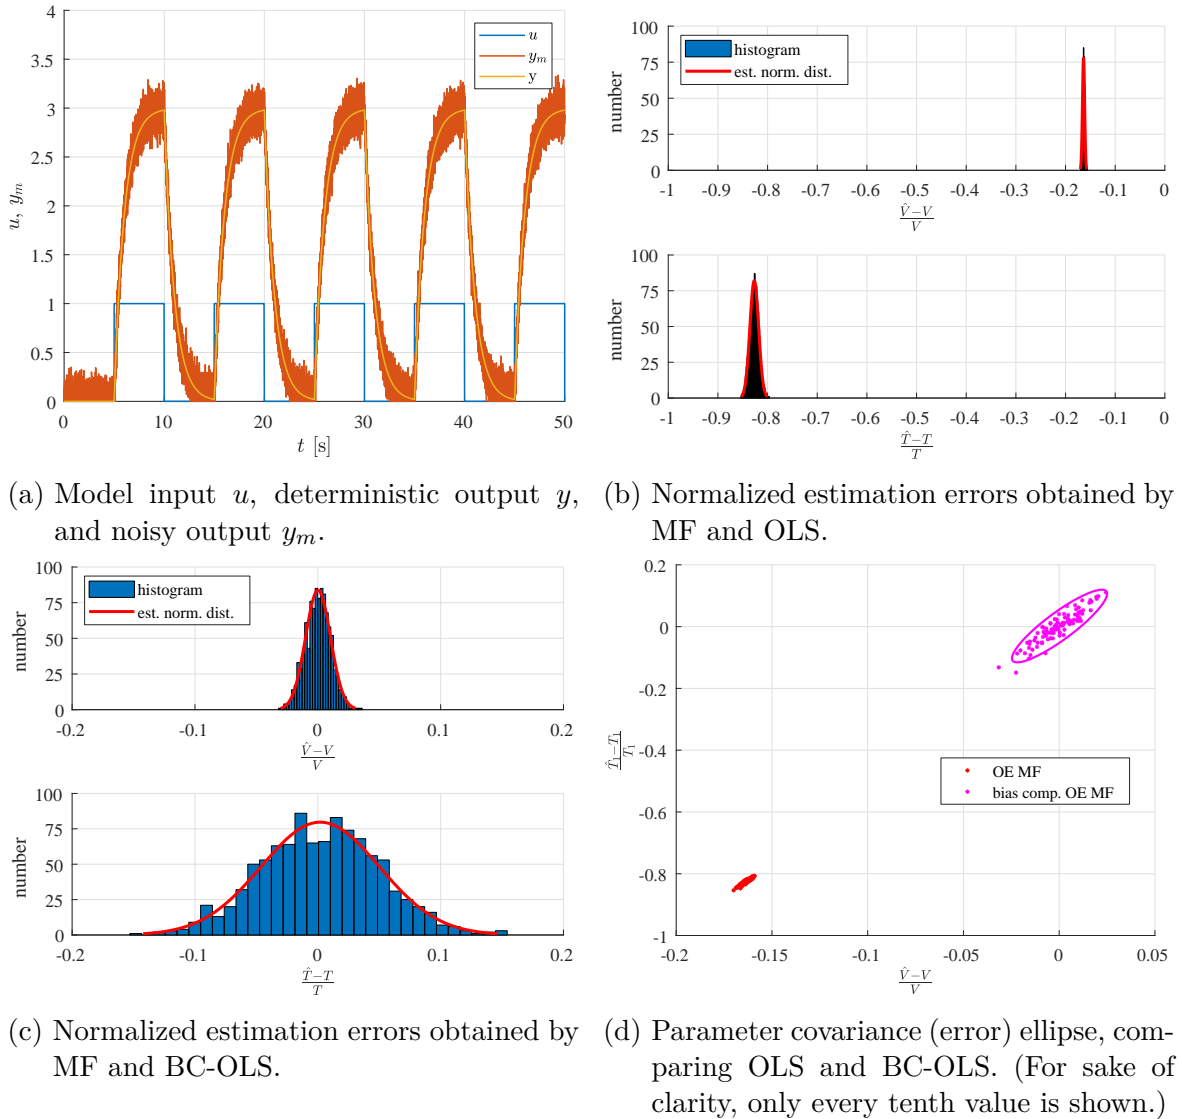 4
3.5
3
2.5
2
1.5
1
0.5
0
u, y_m
u
y_m
y
0 10 20 30 40 50
t [s]
(a) Model input u, deterministic output y,
and noisy output y_m.
100
75
50
25
0
number
histogram
est. norm. dist.
-1 -0.9 -0.8 -0.7 -0.6 -0.5 -0.4 -0.3 -0.2 -0.1 0
V̂−V
V
100
75
50
25
0
number
-1 -0.9 -0.8 -0.7 -0.6 -0.5 -0.4 -0.3 -0.2 -0.1 0
T̂−T
T
(b) Normalized estimation errors obtained by
MF and OLS.
100
75
50
25
0
number
histogram
est. norm. dist.
-0.2 -0.1 0 0.1 0.2
V̂−V
V
100
75
50
25
0
number
-0.2 -0.1 0 0.1 0.2
T̂−T
T
(c) Normalized estimation errors obtained by
MF and BC-OLS.
0.2
0
-0.2
-0.4
-0.6
-0.8
-1
T̂₁−T₁
T₁
OE MF
bias comp. OE MF
-0.2 -0.15 -0.1 -0.05 0 0.05
V̂−V
V
(d) Parameter covariance (error) ellipse, com-
paring OLS and BC-OLS. (For sake of
clarity, only every tenth value is shown.)